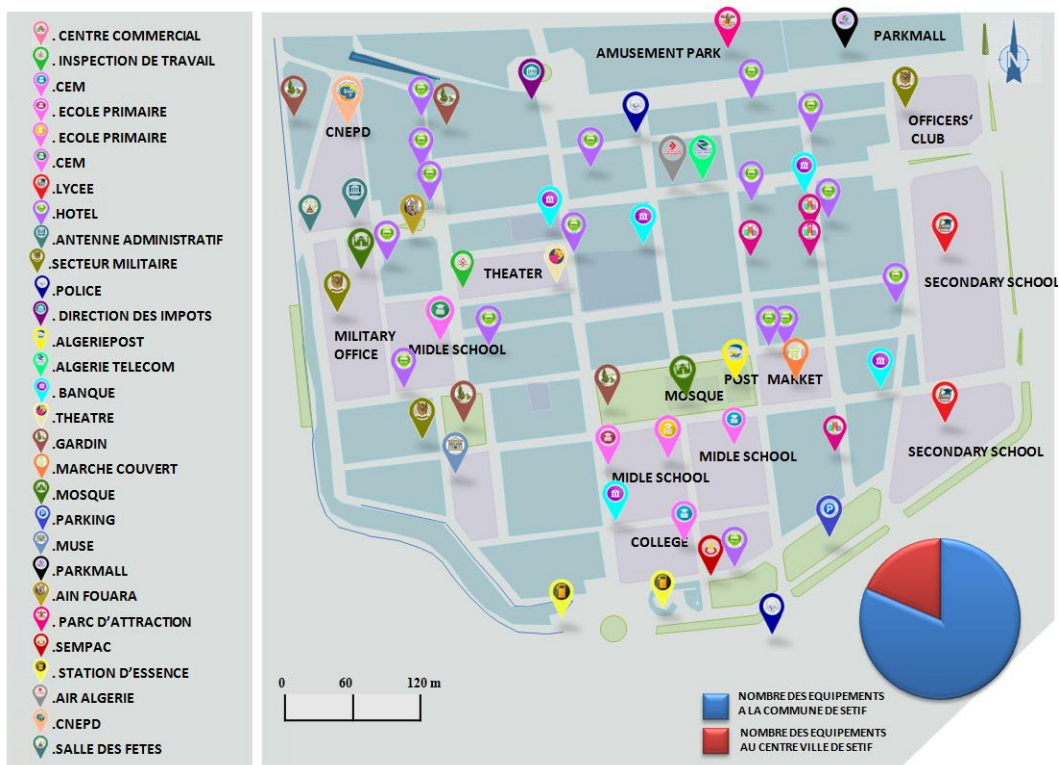 . CENTRE COMMERCIAL
. INSPECTION DE TRAVAIL
.CEM
. ECOLE PRIMAIRE
. ECOLE PRIMAIRE
.CEM
.LYCEE
.HOTEL
.ANTENNE ADMINISTRATIF
.SECTEUR MILITAIRE
.POLICE
. DIRECTION DES IMPOTS
.ALGERIEPOST
.ALGERIE TELECOM
. BANQUE
.THEATRE
.GARDIN
.MARCHE COUVERT
.MOSQUE
.PARKING
.MUSE
.PARKMALL
.AIN FOUARA
. PARC D'ATTRACTION
.SEMPAC
. STATION D'ESSENCE
.AIR ALGERIE
.CNEPD
.SALLE DES FETES
AMUSEMENT PARK
PARKMALL
N
CNEPD
OFFICERS'
CLUB
THEATER
SECONDARY SCHOOL
MILITARY
OFFICE
MIDLE SCHOOL
POST
MARKET
MOSQUE
MIDLE SCHOOL
SECONDARY SCHOOL
MIDLE SCHOOL
COLLEGE
0 60 120 m
NOMBRE DES EQUIPEMENTS
A LA COMMUNE DE SETIF
NOMBRE DES EQUIPEMENTS
AU CENTRE VILLE DE SETIF